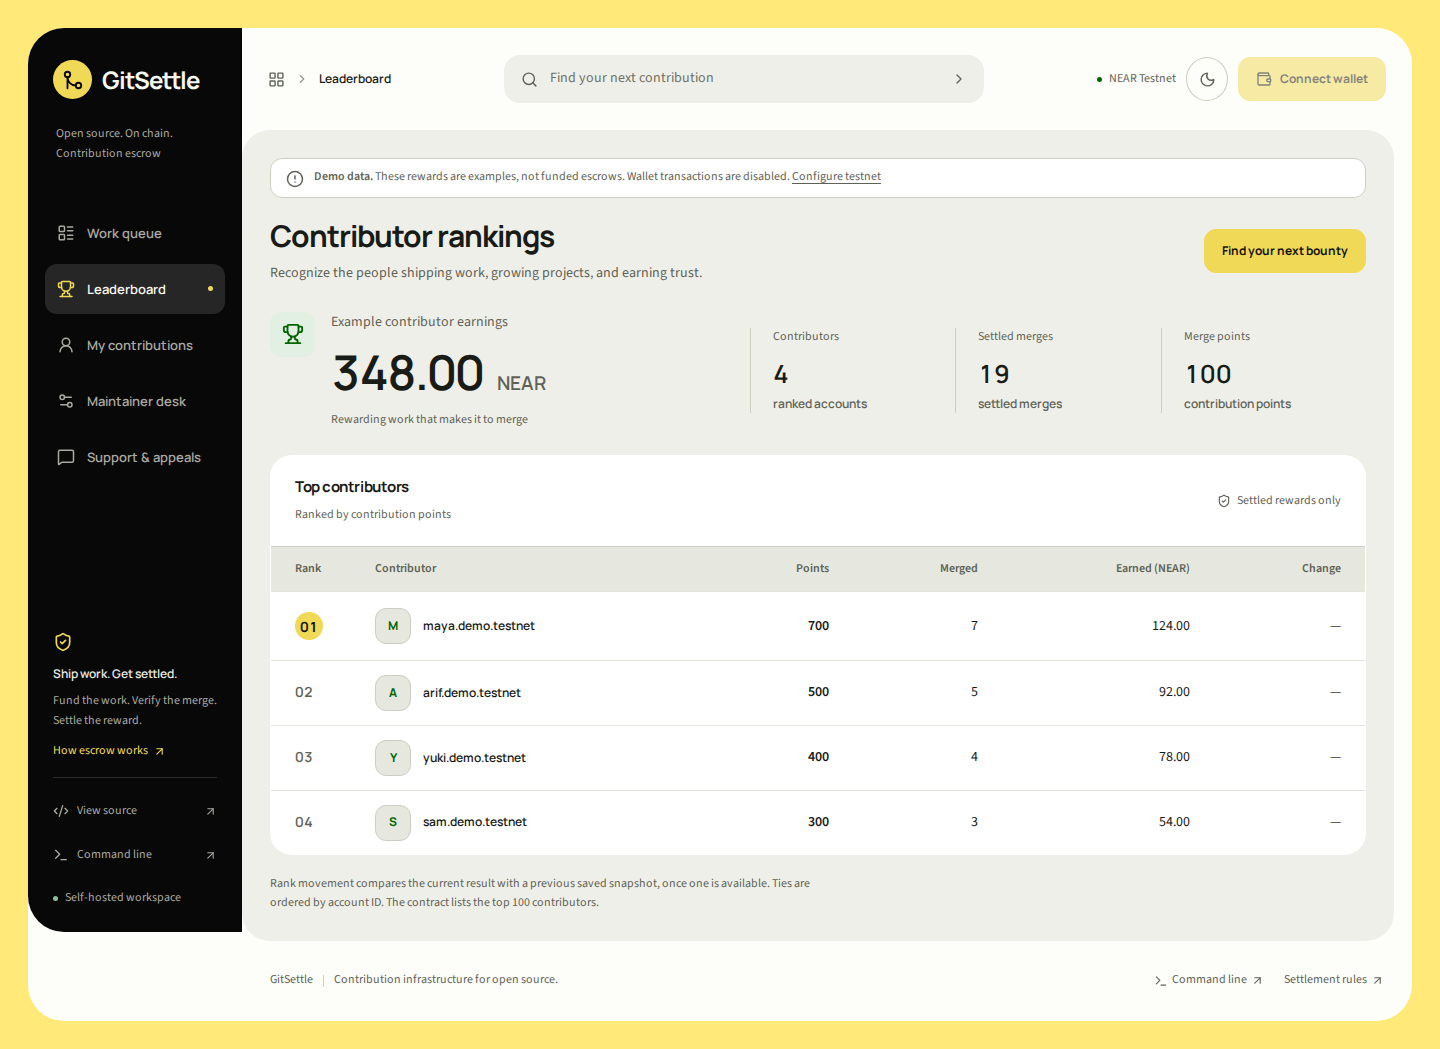 GitSettle
Open source. On chain.
Contribution escrow
Work queue
Leaderboard
My contributions
Maintainer desk
Support & appeals
Ship work. Get settled.
Fund the work. Verify the merge.
Settle the reward.
How escrow works
View source
Command line
Self-hosted workspace
Leaderboard
Find your next contribution
NEAR Testnet
Connect wallet
Demo data. These rewards are examples, not funded escrows. Wallet transactions are disabled. Configure testnet
Contributor rankings
Recognize the people shipping work, growing projects, and earning trust.
Find your next bounty
Example contributor earnings
348.00 NEAR
Rewarding work that makes it to merge
Contributors
4
ranked accounts
Settled merges
19
settled merges
Merge points
100
contribution points
Top contributors
Ranked by contribution points
Settled rewards only
Rank Contributor Points Merged Earned (NEAR) Change
01 M maya.demo.testnet 700 7 124.00 —
02 A arif.demo.testnet 500 5 92.00 —
03 Y yuki.demo.testnet 400 4 78.00 —
04 S sam.demo.testnet 300 3 54.00 —
Rank movement compares the current result with a previous saved snapshot, once one is available. Ties are
ordered by account ID. The contract lists the top 100 contributors.
GitSettle | Contribution infrastructure for open source.
Command line
Settlement rules